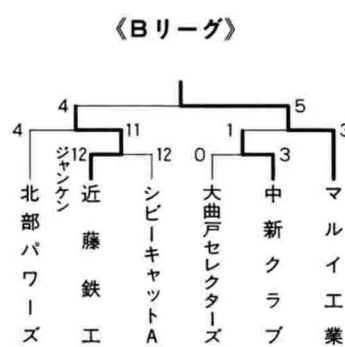 《Bリーグ》
4 5
4 11 1 3
ジャンケン 12 12 0 3
北部パワーズ
近藤鉄工
シビーキャットA
大曲戸セレクターズ
中新クラブ
マルイ工業